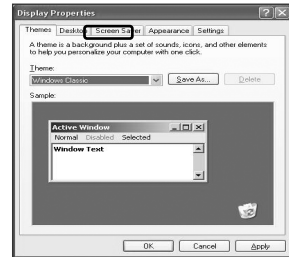 Display Properties
Themes Desktop Screen Saver Appearance Settings
A theme is a background plus a set of sounds, icons, and other elements
to help you personalize your computer with one click.
Theme:
Windows Classic Save As... Delete
Sample:
Active Window
Normal Disabled Selected
Window Text
OK Cancel Apply